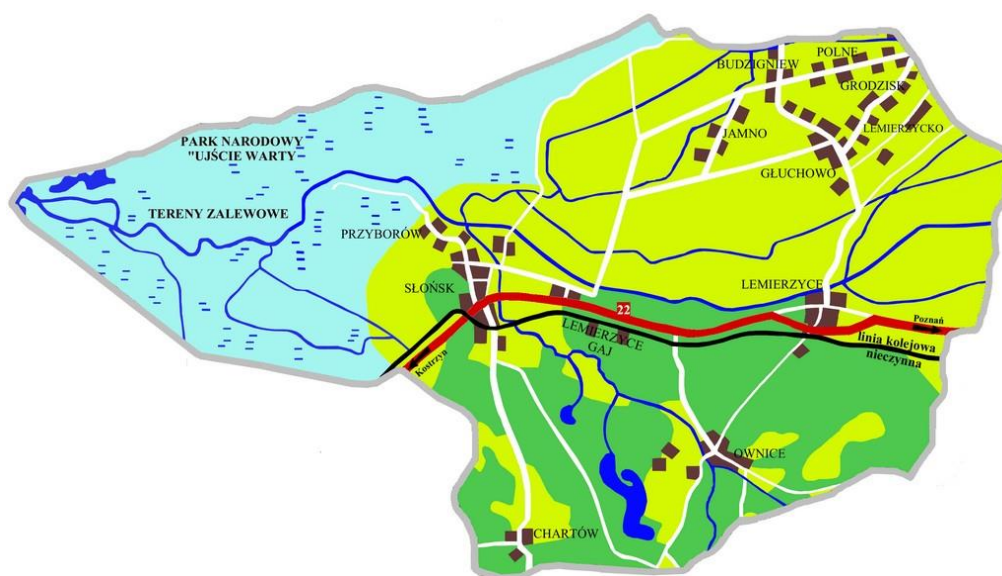 POLNE
BUDZIGNIEW
GRODZISK
PARK NARODOWY
"UJŚCIE WARTY
JAMNO
LEMIERZYCKO
GŁUCHOWO
TERENY ZALEWOWE
PRZYBORÓW
SŁOŃSK
LEMIERZYCE
22
Poznań
LEMIERZYCE
GAJ
linia kolejowa
nieczynna
Kostrzyn
OWNICE
CHARTÓW